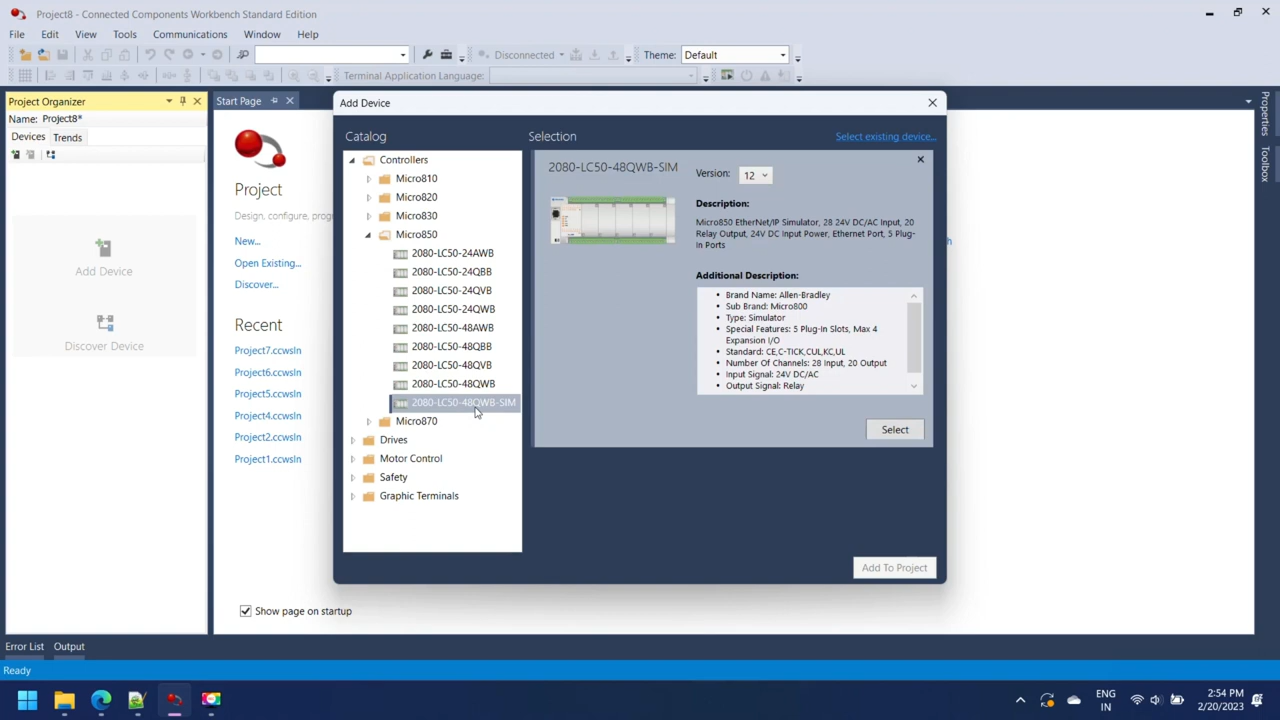 Project8 - Connected Components Workbench Standard Edition
File Edit View Tools Communications Window Help
Disconnected Theme: Default
Terminal Application Language:
Project Organizer
Name: Project8*
Devices Trends
Add Device
Discover Device
Start Page
Project
Design, configure, progr
New...
Open Existing...
Discover...
Recent
Project7.ccwsln
Project6.ccwsln
Project5.ccwsln
Project4.ccwsln
Project2.ccwsln
Project1.ccwsln
Show page on startup
Add Device
Catalog
Controllers
Micro810
Micro820
Micro830
Micro850
2080-LC50-24AWB
2080-LC50-24QBB
2080-LC50-24QVB
2080-LC50-24QWB
2080-LC50-48AWB
2080-LC50-48QBB
2080-LC50-48QVB
2080-LC50-48QWB
2080-LC50-48QWB-SIM
Micro870
Drives
Motor Control
Safety
Graphic Terminals
Selection
Select existing device...
2080-LC50-48QWB-SIM
Version: 12
Description:
Micro850 EtherNet/IP Simulator, 28 24V DC/AC Input, 20
Relay Output, 24V DC Input Power, Ethernet Port, 5 Plug-
In Ports
Additional Description:
• Brand Name: Allen-Bradley
• Sub Brand: Micro800
• Type: Simulator
• Special Features: 5 Plug-In Slots, Max 4
Expansion I/O
• Standard: CE,C-TICK,CUL,KC,UL
• Number Of Channels: 28 Input, 20 Output
• Input Signal: 24V DC/AC
• Output Signal: Relay
Select
Add To Project
h
Properties
Toolbox
Error List Output
Ready
ENG
IN
2:54 PM
2/20/2023